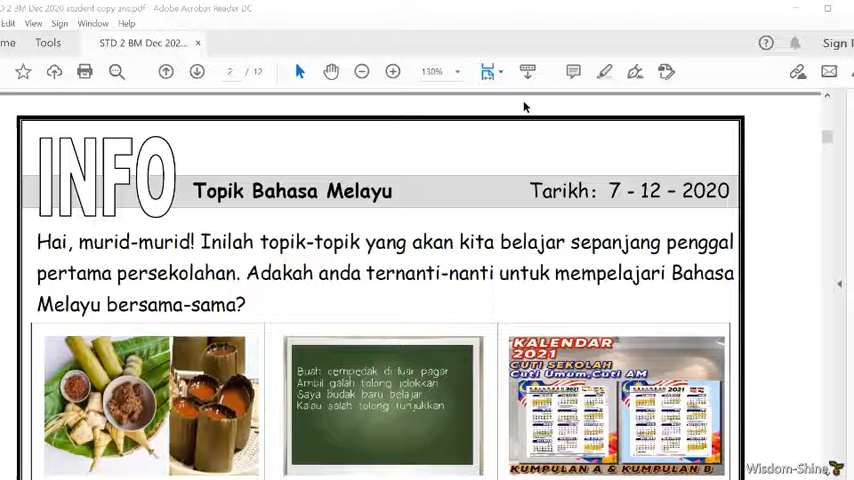 D 2 BM Dec 2020 student copy ans.pdf - Adobe Acrobat Reader DC
Edit View Sign Window Help
me Tools STD 2 BM Dec 202... × Sign I
2 / 12 130%
INFO
Topik Bahasa Melayu Tarikh: 7 - 12 – 2020
Hai, murid-murid! Inilah topik-topik yang akan kita belajar sepanjang penggal
pertama persekolahan. Adakah anda ternanti-nanti untuk mempelajari Bahasa
Melayu bersama-sama?
Buah cempedak di luar pagar
Ambil galah tolong jolokkan
Saya budak baru belajar
Kalau salah tolong tunjukkan
KALENDAR
2021
CUTI SEKOLAH
Cuti Umum, Cuti AM
KUMPULAN A & KUMPULAN B
Wisdom-Shine